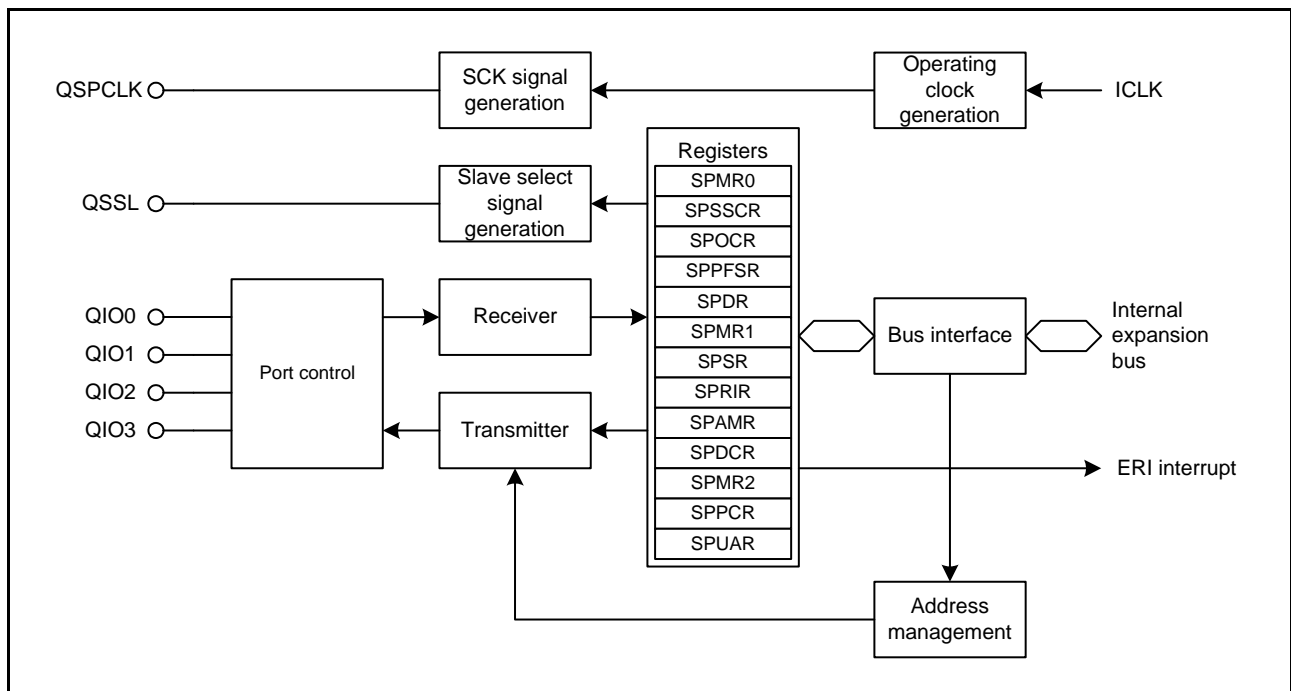 QSPCLK
SCK signal
generation
Operating
clock
generation
ICLK
QSSL
Slave select
signal
generation
Registers
SPMR0
SPSSCR
SPOCR
SPPFSR
SPDR
SPMR1
SPSR
SPRIR
SPAMR
SPDCR
SPMR2
SPPCR
SPUAR
QIO0
QIO1
QIO2
QIO3
Port control
Receiver
Transmitter
Bus interface
Internal
expansion
bus
ERI interrupt
Address
management